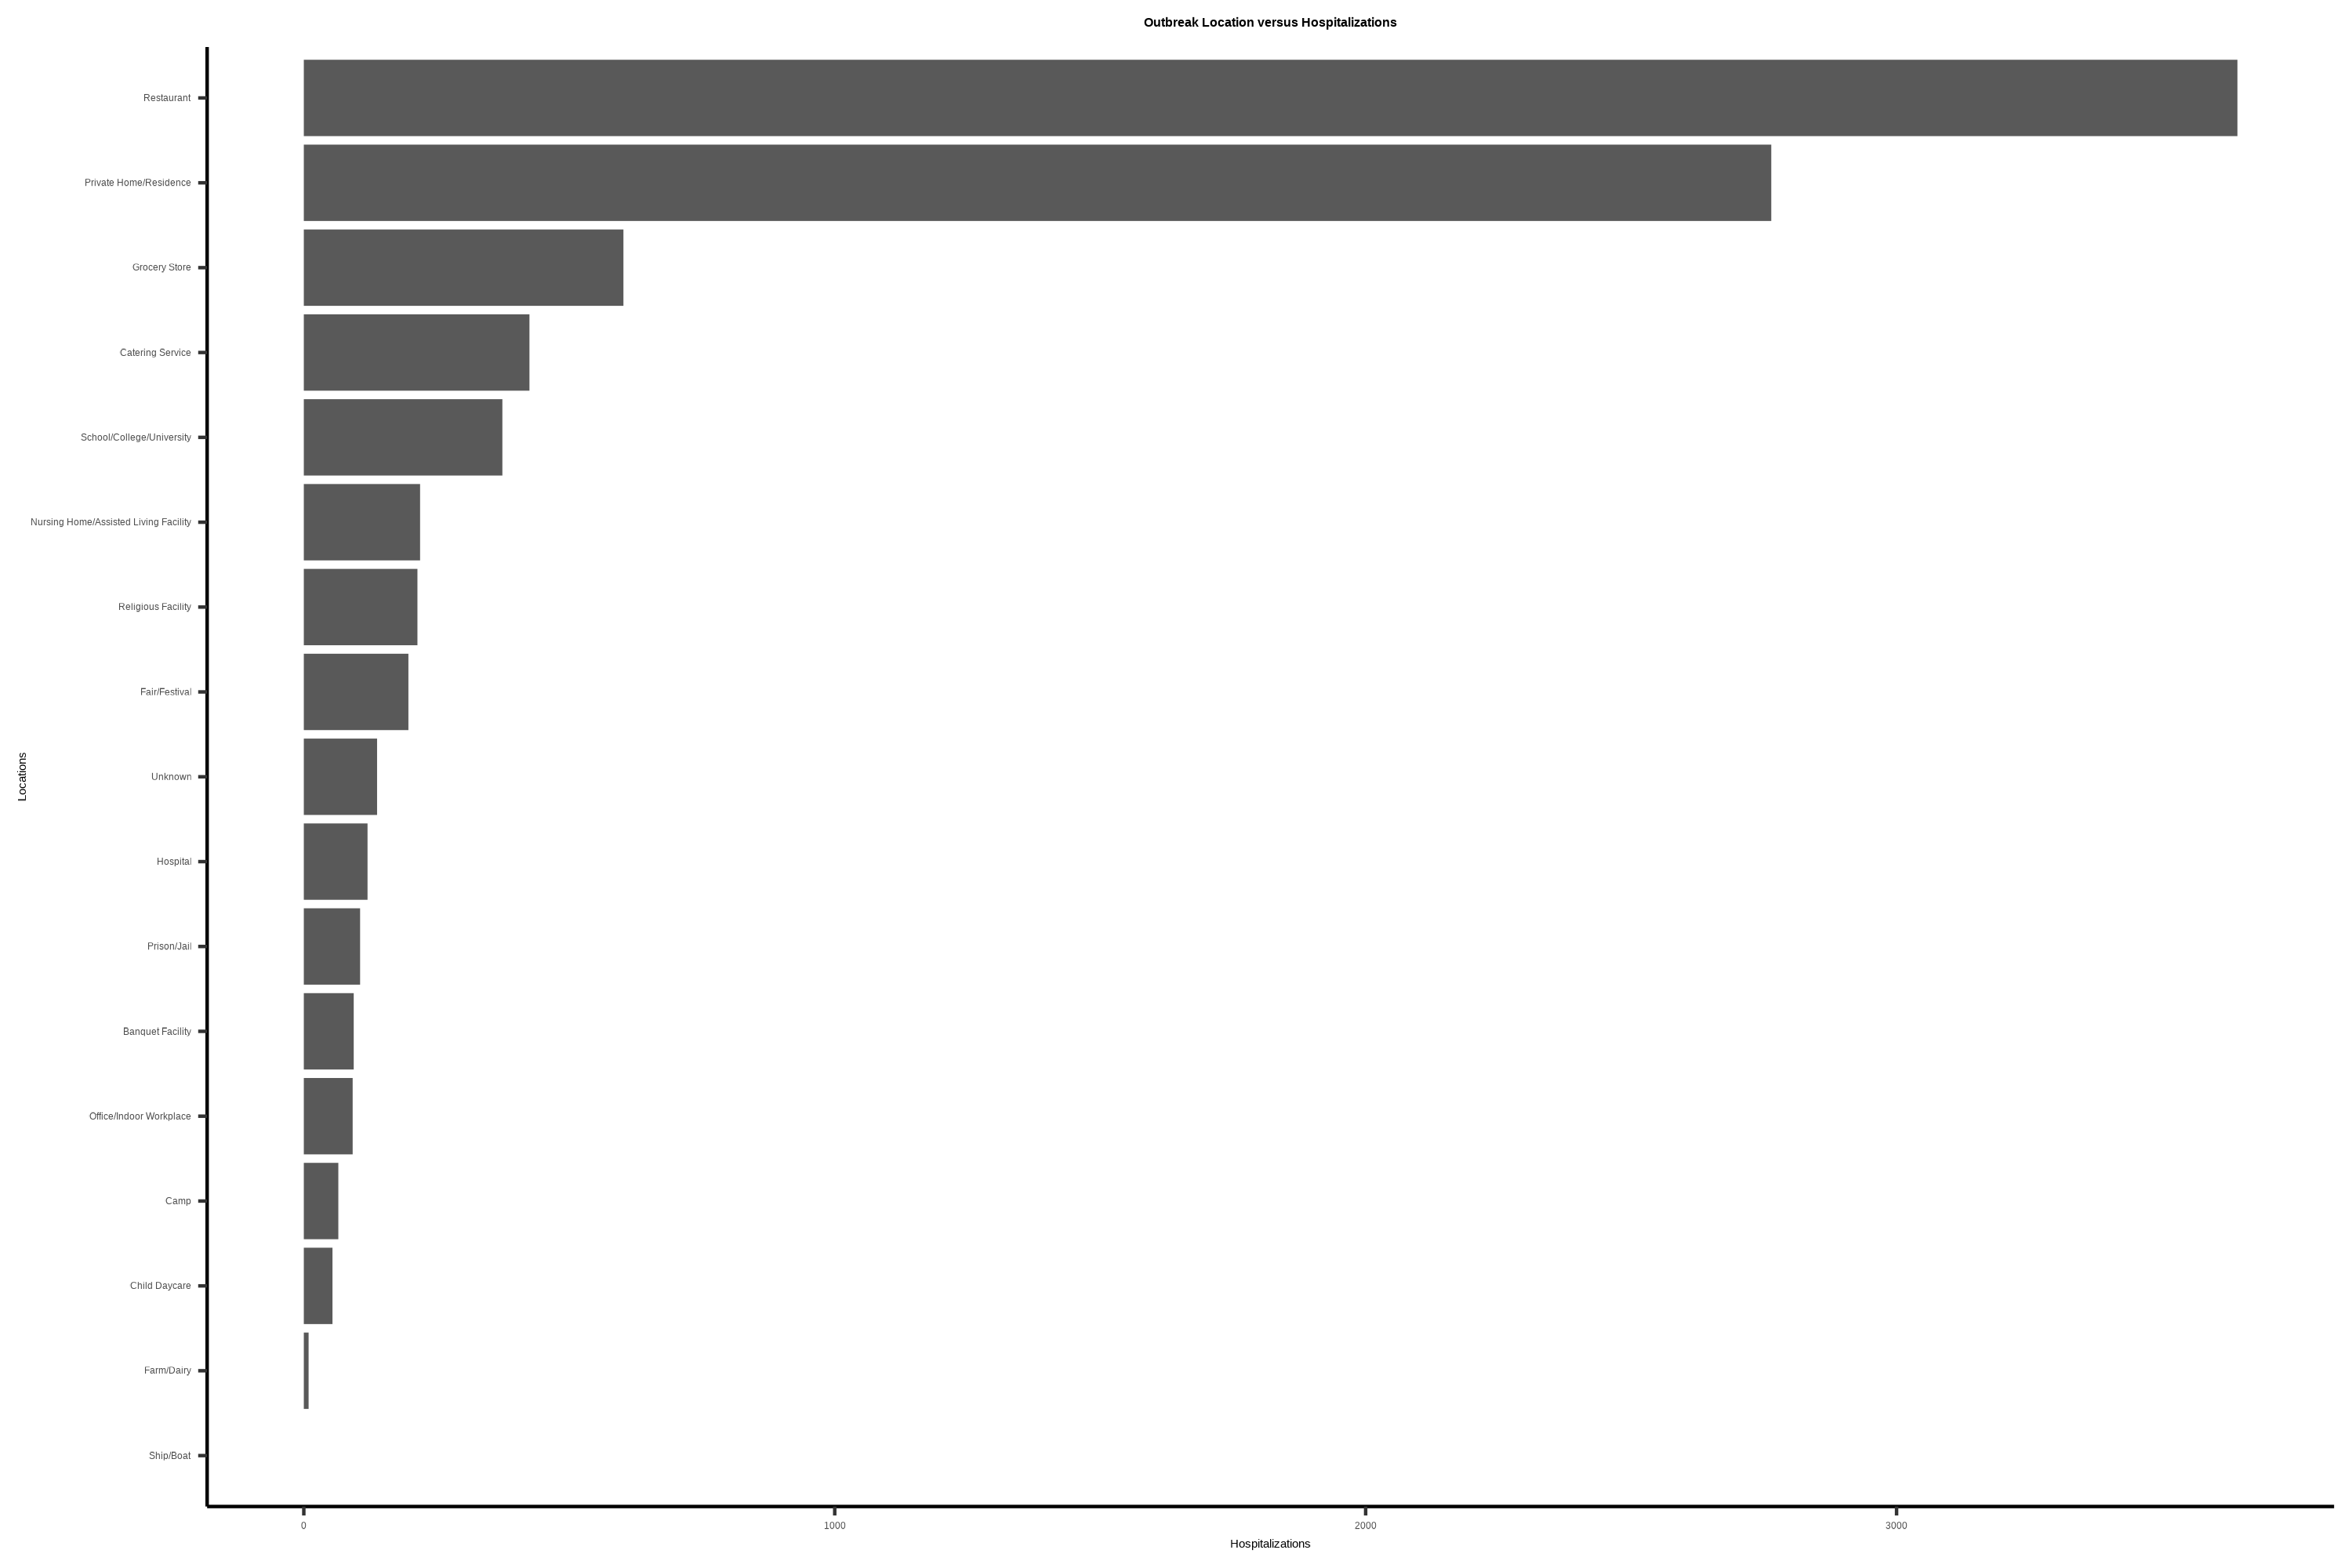 Outbreak Location versus Hospitalizations
Restaurant
Private Home/Residence
Grocery Store
Catering Service
School/College/University
Nursing Home/Assisted Living Facility
Religious Facility
Fair/Festival
Unknown
Hospital
Prison/Jail
Banquet Facility
Office/Indoor Workplace
Camp
Child Daycare
Farm/Dairy
Ship/Boat
Locations
0 1000 2000 3000
Hospitalizations